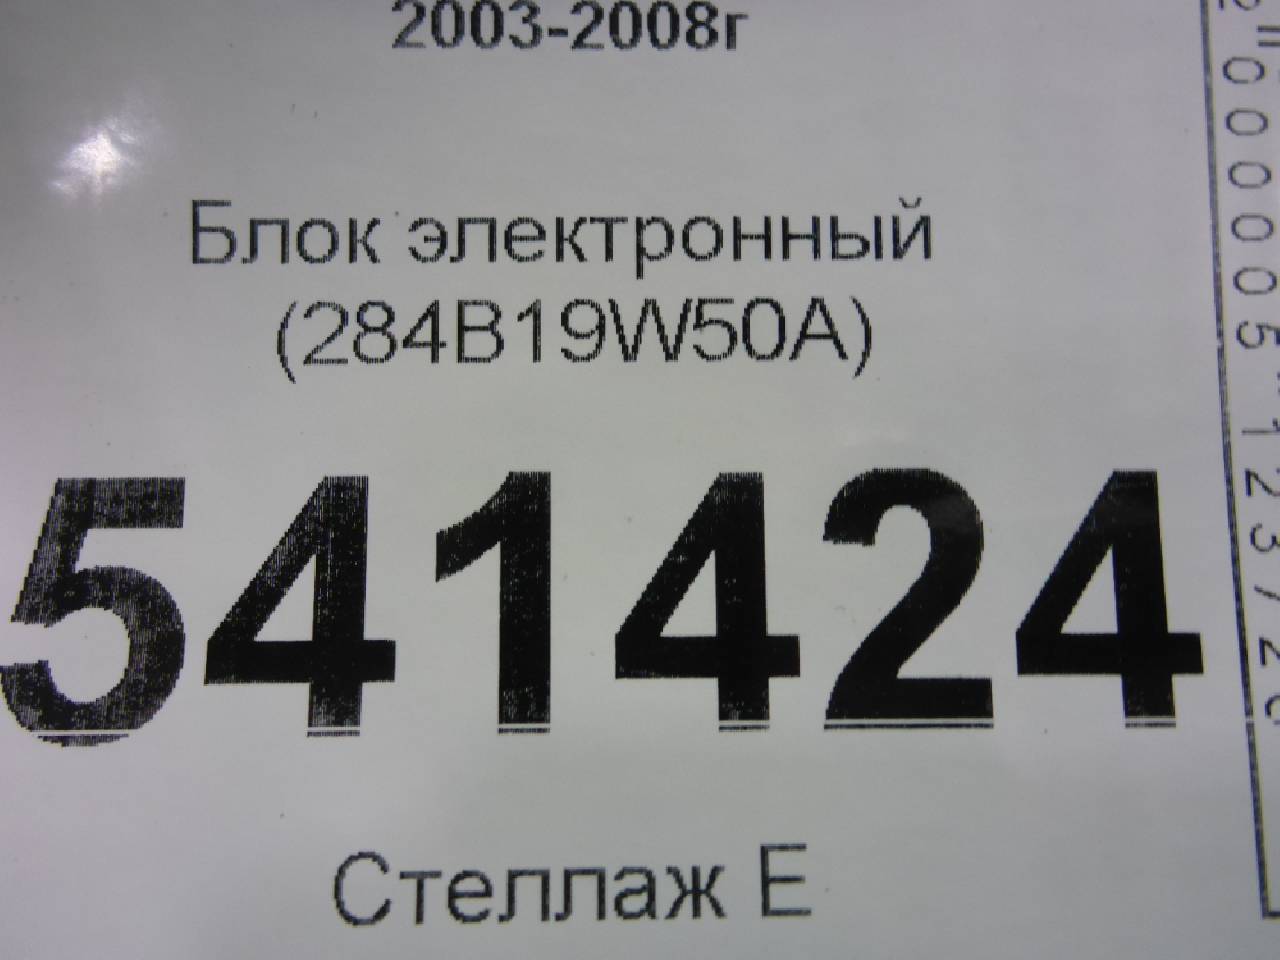 2003-2008г
Блок электронный
(284B19W50A)
541424
Стеллаж Е